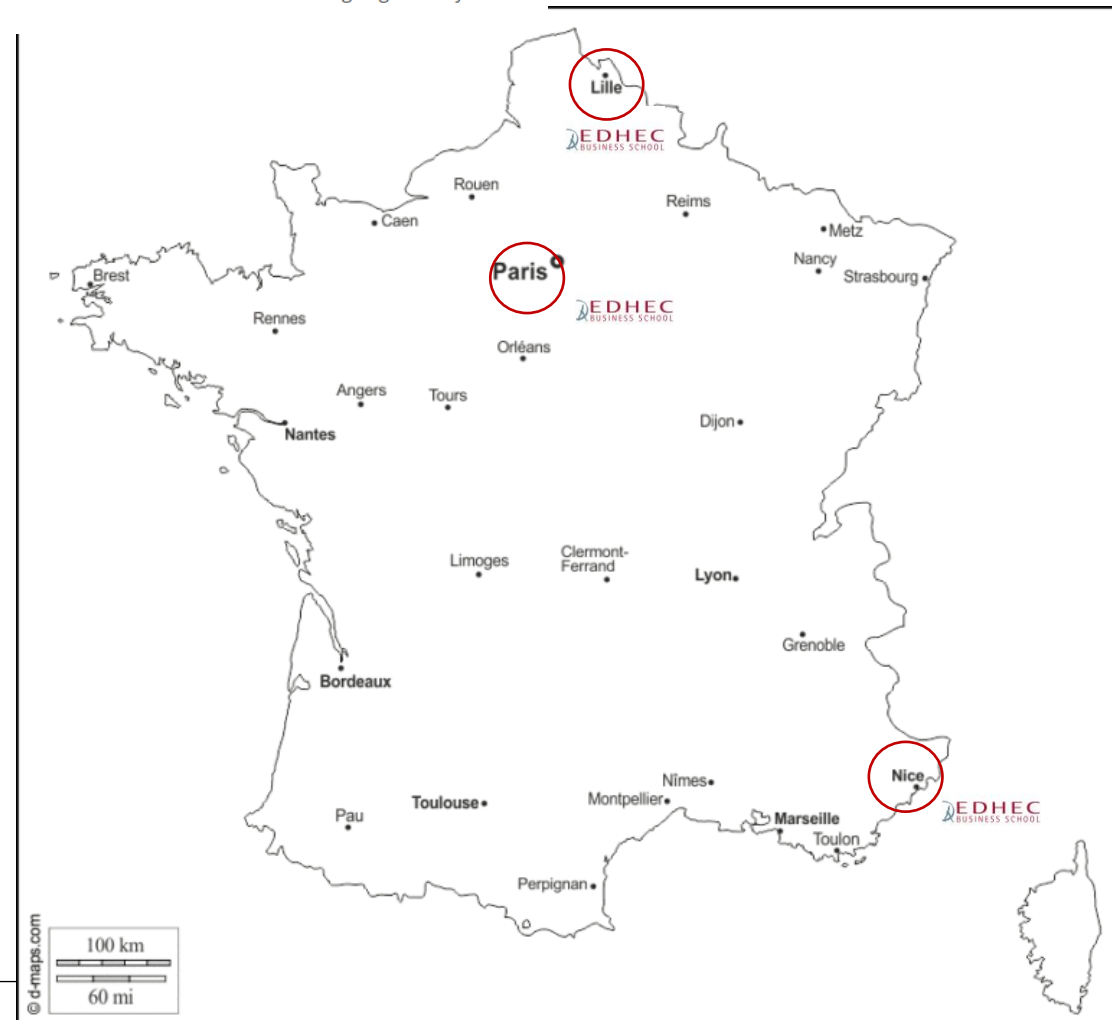 Lille
EDHEC
BUSINESS SCHOOL
Rouen
Reims
Caen
Metz
Nancy
Paris
Brest
Strasbourg
EDHEC
BUSINESS SCHOOL
Rennes
Orléans
Angers
Tours
Dijon
Nantes
Clermont-
Ferrand
Limoges
Lyon
Grenoble
Bordeaux
Nice
Nîmes
Montpellier
Toulouse
EDHEC
BUSINESS SCHOOL
Pau
Marseille
Toulon
Perpignan
100 km
60 mi
© d-maps.com